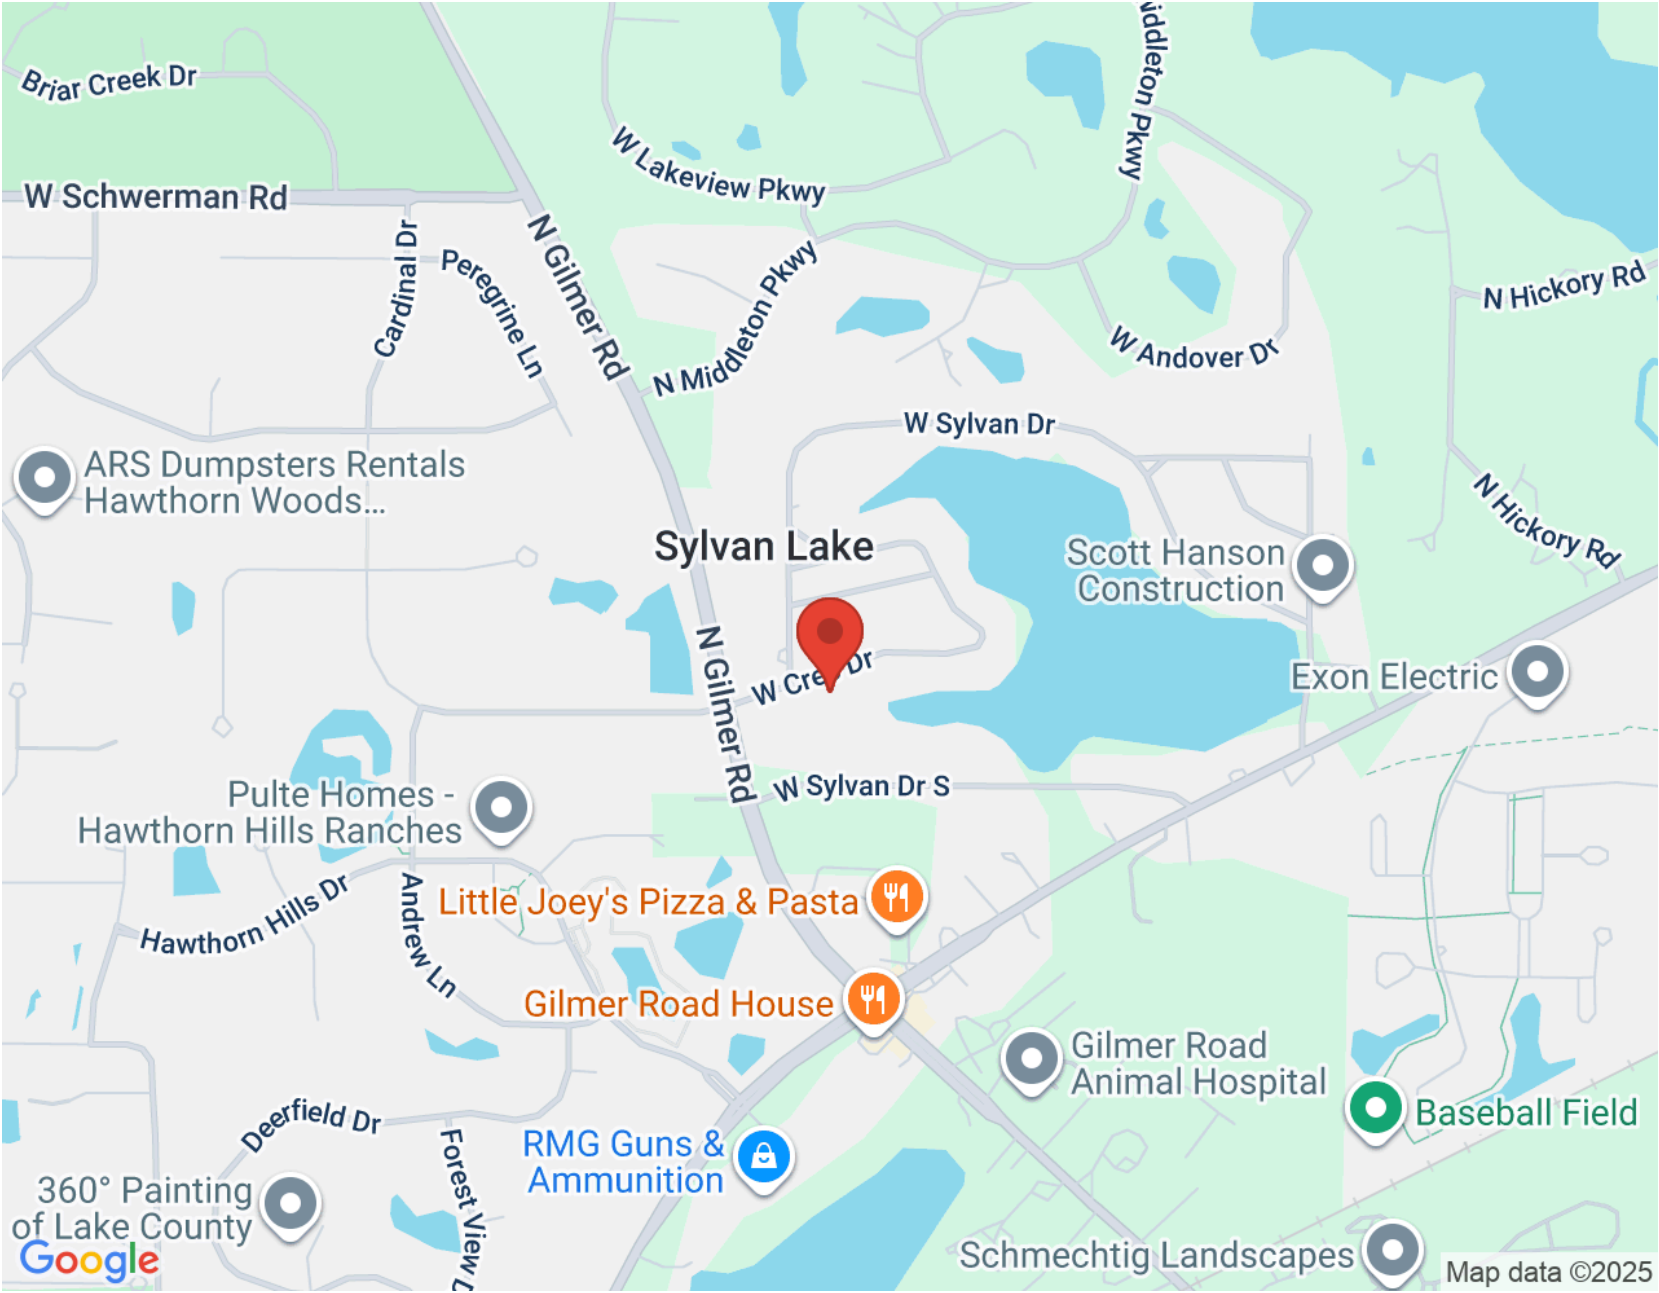 Middleton Pkwy
Briar Creek Dr
W Lakeview Pkwy
W Schwerman Rd
N Gilmer Rd
Cardinal Dr
Peregrine Ln
N Middleton Pkwy
N Hickory Rd
W Andover Dr
W Sylvan Dr
ARS Dumpsters Rentals
Hawthorn Woods...
N Hickory Rd
Sylvan Lake
Scott Hanson
Construction
N Gilmer Rd
W Cre
Dr
Exon Electric
W Sylvan Dr S
Pulte Homes -
Hawthorn Hills Ranches
Hawthorn Hills Dr
Andrew Ln
Little Joey's Pizza & Pasta
Gilmer Road House
Gilmer Road
Animal Hospital
Baseball Field
Deerfield Dr
Forest View D
RMG Guns &
Ammunition
360° Painting
of Lake County
Google
Schmechtig Landscapes
Map data ©2025